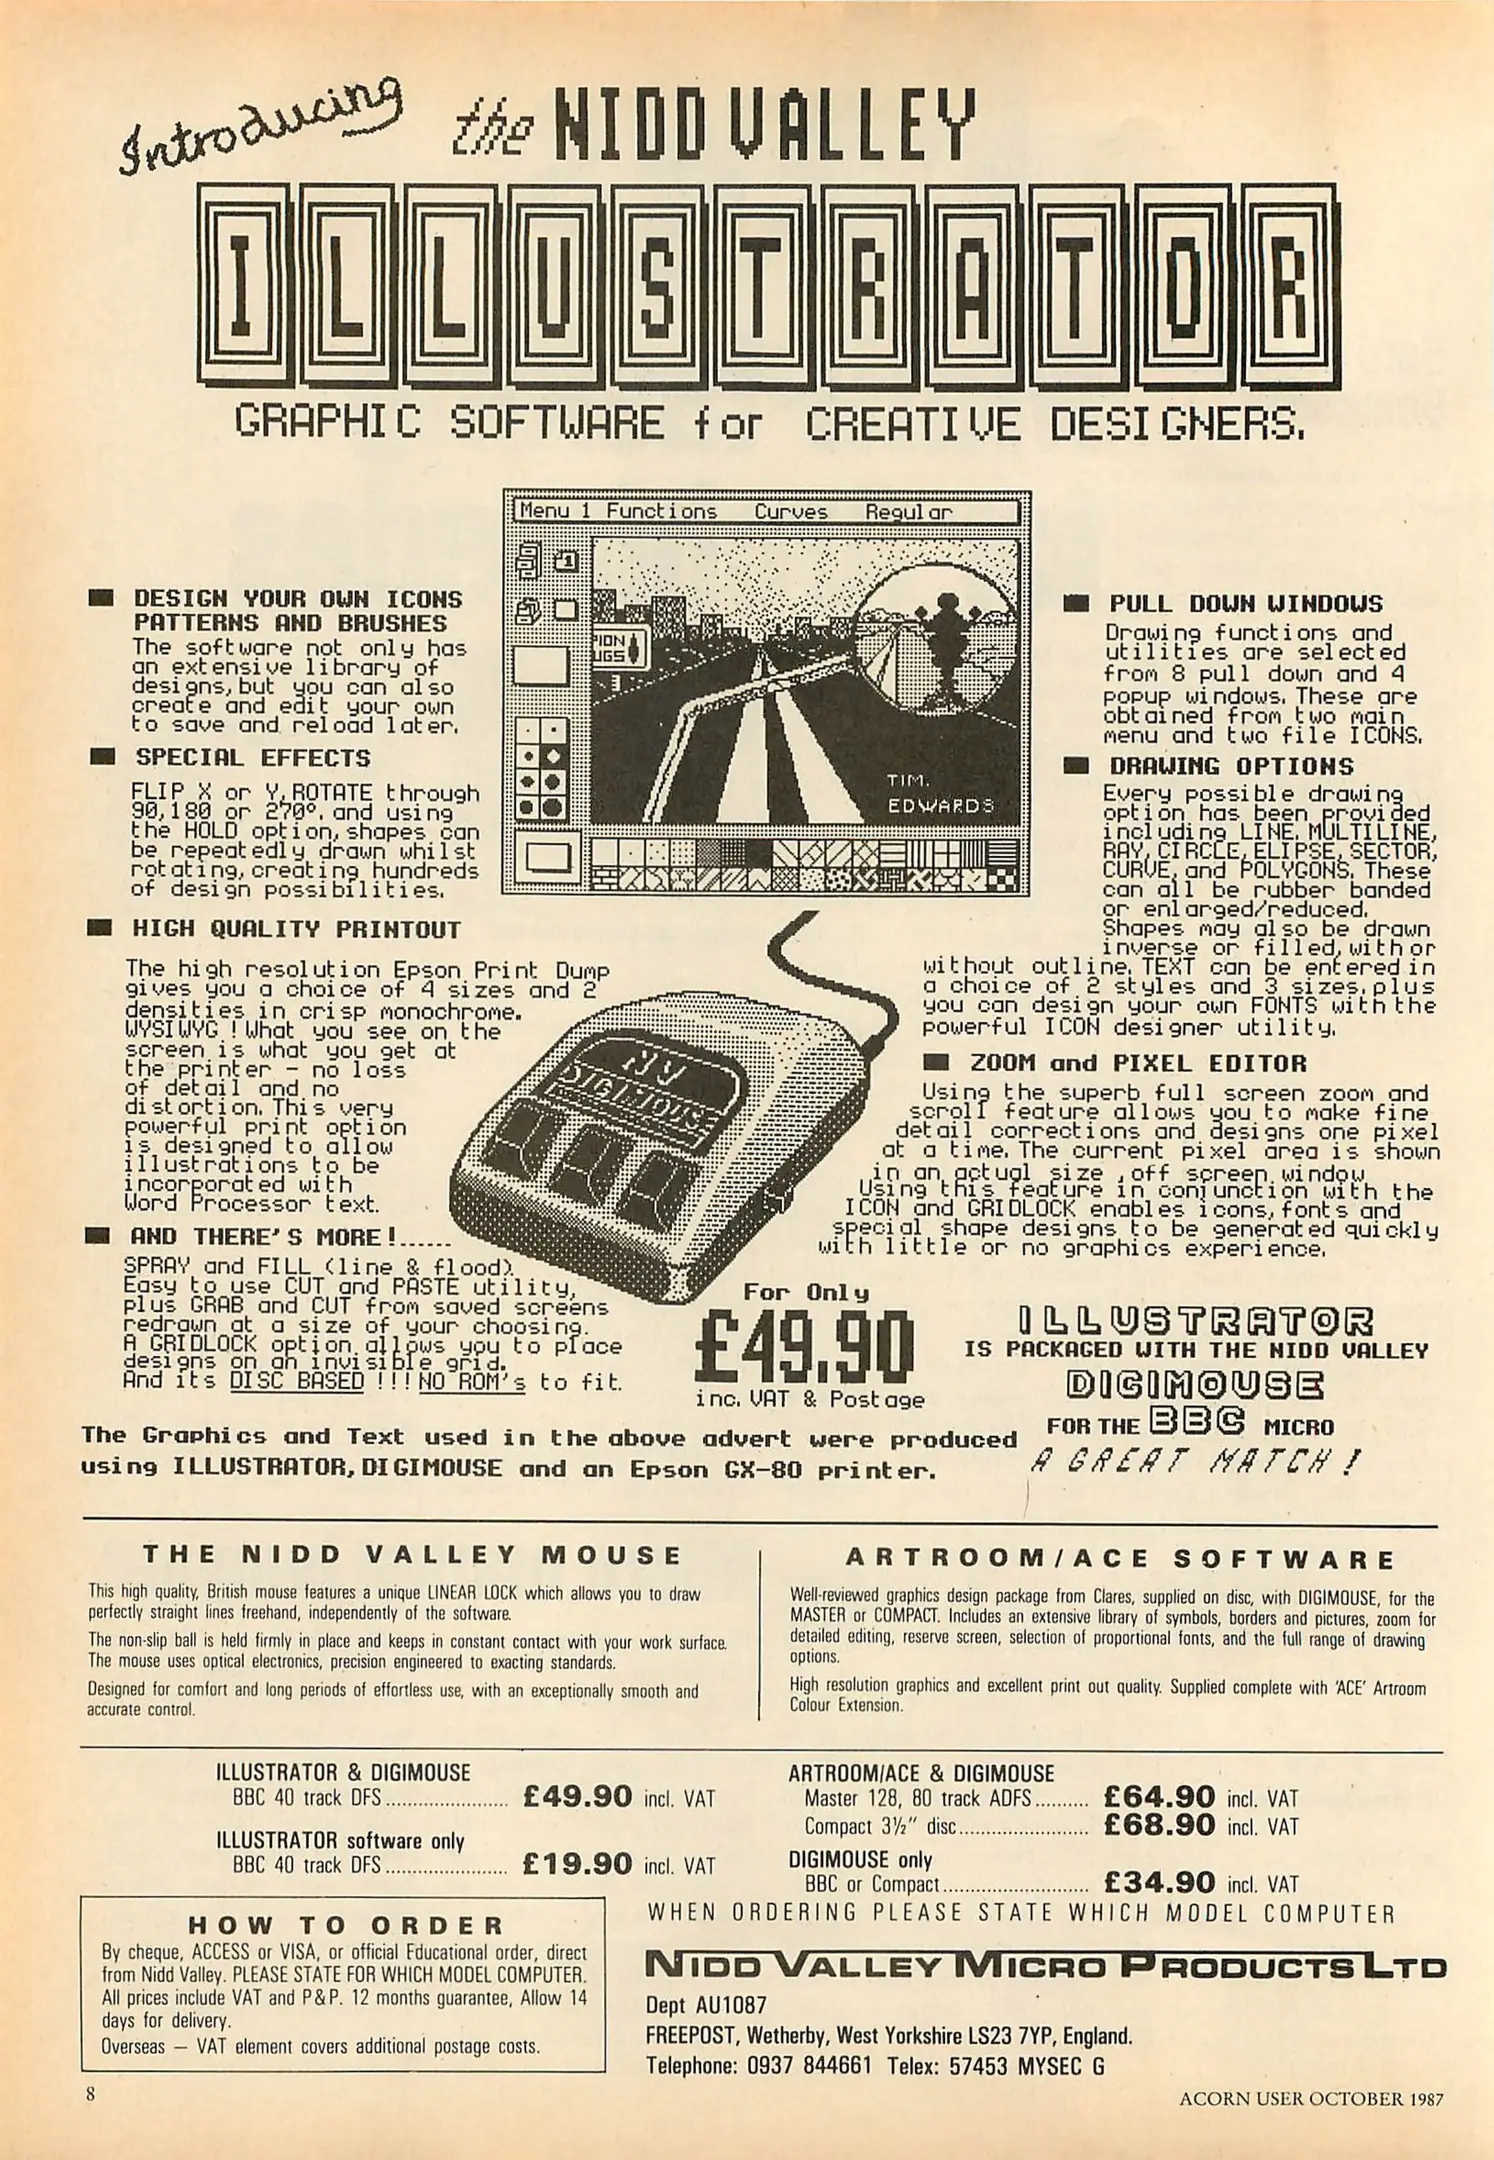 Introducing the NIDD VALLEY
ILLUSTRATOR
GRAPHIC SOFTWARE for CREATIVE DESIGNERS.
Menu 1 Functions Curves Regular
1
PION
UGS
TIM.
EDWARDS
■ DESIGN YOUR OWN ICONS
PATTERNS AND BRUSHES
The software not only has
an extensive library of
designs, but you can also
create and edit your own
to save and reload later.
■ SPECIAL EFFECTS
FLIP X or Y, ROTATE through
90,180 or 270°. and using
the HOLD option, shapes can
be repeatedly drawn whilst
rotating, creating hundreds
of design possibilities.
■ HIGH QUALITY PRINTOUT
The high resolution Epson Print Dump
gives you a choice of 4 sizes and 2
densities in crisp monochrome.
WYSIWYG ! What you see on the
screen is what you get at
the printer – no loss
of detail and no
distortion. This very
powerful print option
is designed to allow
illustrations to be
incorporated with
Word Processor text.
■ AND THERE'S MORE!......
SPRAY and FILL (line & flood).
Easy to use CUT and PASTE utility,
plus GRAB and CUT from saved screens
redrawn at a size of your choosing.
A GRIDLOCK option allows you to place
designs on an invisible grid.
And its DISC BASED !!! NO ROM's to fit.
■ PULL DOWN WINDOWS
Drawing functions and
utilities are selected
from 8 pull down and 4
popup windows. These are
obtained from two main
menu and two file ICONS.
■ DRAWING OPTIONS
Every possible drawing
option has been provided
including LINE, MULTILINE,
RAY, CIRCLE, ELIPSE, SECTOR,
CURVE, and POLYGONS. These
can all be rubber banded
or enlarged/reduced.
Shapes may also be drawn
inverse or filled, with or
without outline. TEXT can be entered in
a choice of 2 styles and 3 sizes. plus
you can design your own FONTS with the
powerful ICON designer utility.
■ ZOOM and PIXEL EDITOR
Using the superb full screen zoom and
scroll feature allows you to make fine
detail corrections and designs one pixel
at a time. The current pixel area is shown
in an actual size , off screen window
Using this feature in conjunction with the
ICON and GRIDLOCK enables icons, fonts and
special shape designs to be generated quickly
with little or no graphics experience.
NV
DIGIMOUSE
For Only
£49.90
inc. VAT & Postage
ILLUSTRATOR
IS PACKAGED WITH THE NIDD VALLEY
DIGIMOUSE
FOR THE BBC MICRO
A GREAT MATCH !
The Graphics and Text used in the above advert were produced
using ILLUSTRATOR, DIGIMOUSE and an Epson GX–80 printer.
THE NIDD VALLEY MOUSE
This high quality, British mouse features a unique LINEAR LOCK which allows you to draw
perfectly straight lines freehand, independently of the software.
The non-slip ball is held firmly in place and keeps in constant contact with your work surface.
The mouse uses optical electronics, precision engineered to exacting standards.
Designed for comfort and long periods of effortless use, with an exceptionally smooth and
accurate control.
ARTROOM/ACE SOFTWARE
Well-reviewed graphics design package from Clares, supplied on disc, with DIGIMOUSE, for the
MASTER or COMPACT. Includes an extensive library of symbols, borders and pictures, zoom for
detailed editing, reserve screen, selection of proportional fonts, and the full range of drawing
options.
High resolution graphics and excellent print out quality. Supplied complete with 'ACE' Artroom
Colour Extension.
ILLUSTRATOR & DIGIMOUSE
BBC 40 track DFS....................... £49.90 incl. VAT
ILLUSTRATOR software only
BBC 40 track DFS....................... £19.90 incl. VAT
ARTROOM/ACE & DIGIMOUSE
Master 128, 80 track ADFS.......... £64.90 incl. VAT
Compact 3½" disc........................ £68.90 incl. VAT
DIGIMOUSE only
BBC or Compact........................... £34.90 incl. VAT
WHEN ORDERING PLEASE STATE WHICH MODEL COMPUTER
HOW TO ORDER
By cheque, ACCESS or VISA, or official Educational order, direct
from Nidd Valley. PLEASE STATE FOR WHICH MODEL COMPUTER.
All prices include VAT and P&P. 12 months guarantee, Allow 14
days for delivery.
Overseas – VAT element covers additional postage costs.
NIDD VALLEY MICRO PRODUCTS LTD
Dept AU1087
FREEPOST, Wetherby, West Yorkshire LS23 7YP, England.
Telephone: 0937 844661 Telex: 57453 MYSEC G
8
ACORN USER OCTOBER 1987